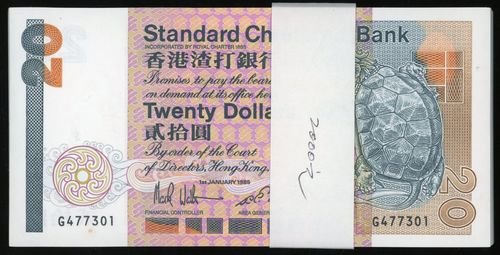 20
Standard Ch Bank
INCORPORATED BY ROYAL CHARTER 1853
香港渣打銀行
Promises to pay the bear
on demand at its office he
Twenty Dolla
貳拾圓
By order of the Court
of Directors, Hong Kong,
1st JANUARY 1985
FINANCIAL CONTROLLER AREA GENER
G477301 G477301
20